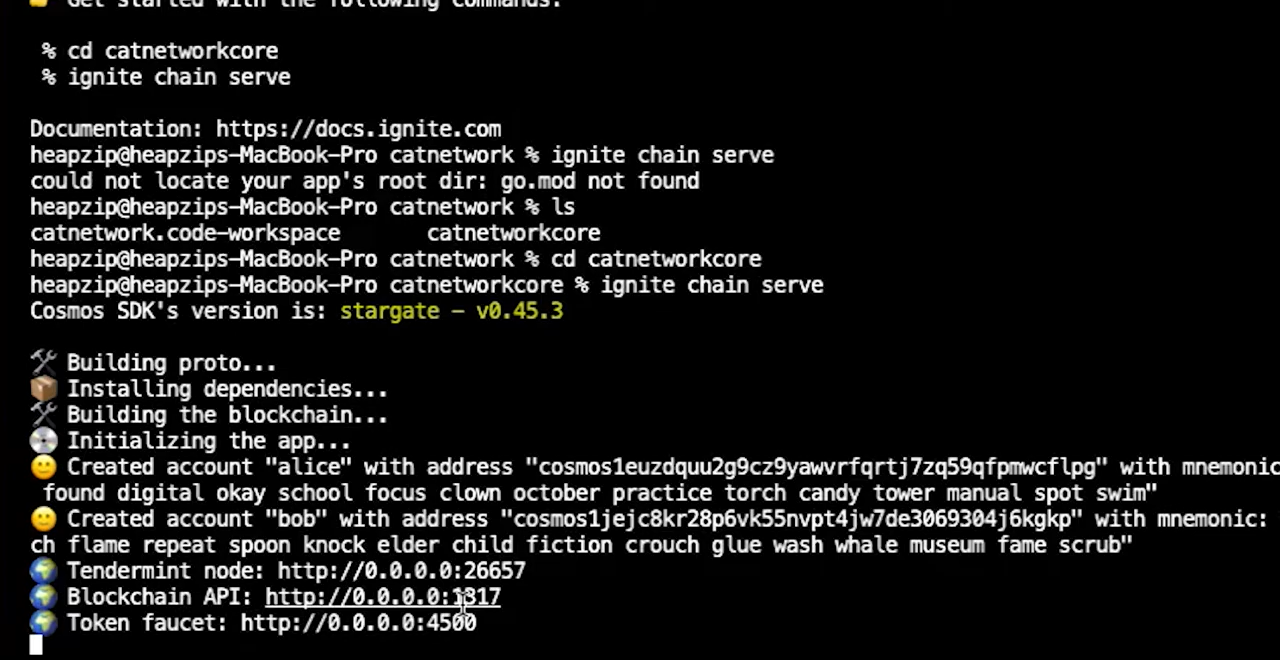 Get started with the following commands:
% cd catnetworkcore
% ignite chain serve
Documentation: https://docs.ignite.com
heapzip@heapzips-MacBook-Pro catnetwork % ignite chain serve
could not locate your app's root dir: go.mod not found
heapzip@heapzips-MacBook-Pro catnetwork % ls
catnetwork.code-workspace catnetworkcore
heapzip@heapzips-MacBook-Pro catnetwork % cd catnetworkcore
heapzip@heapzips-MacBook-Pro catnetworkcore % ignite chain serve
Cosmos SDK's version is: stargate - v0.45.3
🛠️ Building proto...
📦 Installing dependencies...
🛠️ Building the blockchain...
💿 Initializing the app...
🙂 Created account "alice" with address "cosmos1euzdquu2g9cz9yawvrfqrtj7zq59qfpmwcflpg" with mnemonic
found digital okay school focus clown october practice torch candy tower manual spot swim"
🙂 Created account "bob" with address "cosmos1jejc8kr28p6vk55nvpt4jw7de3069304j6kgkp" with mnemonic:
ch flame repeat spoon knock elder child fiction crouch glue wash whale museum fame scrub"
🌍 Tendermint node: http://0.0.0.0:26657
🌍 Blockchain API: http://0.0.0.0:1317
🌍 Token faucet: http://0.0.0.0:4500